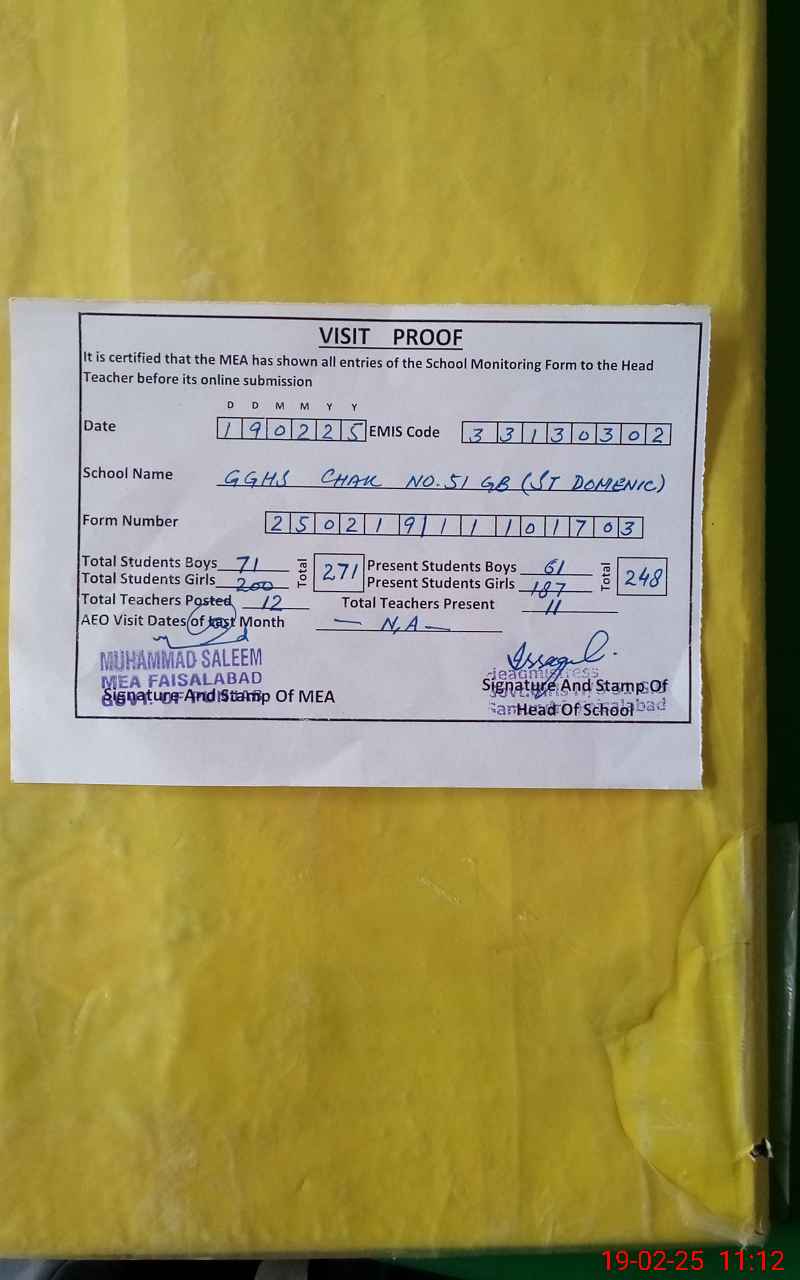 VISIT PROOF
It is certified that the MEA has shown all entries of the School Monitoring Form to the Head
Teacher before its online submission
D D M M Y Y
Date 1 9 0 2 2 5 EMIS Code 3 3 1 3 0 3 0 2
School Name GGHS CHAK NO. 51 GB (ST DOMENIC)
Form Number 2 5 0 2 1 9 1 1 1 1 0 1 7 0 3
Total Students Boys 71 Total 271 Present Students Boys 61 Total 248
Total Students Girls 200 Present Students Girls 187
Total Teachers Posted 12 Total Teachers Present 11
AEO Visit Dates of last Month — N,A —
MUHAMMAD SALEEM
MEA FAISALABAD
Signature And Stamp Of MEA
Signature And Stamp Of
Head Of School
19-02-25 11:12